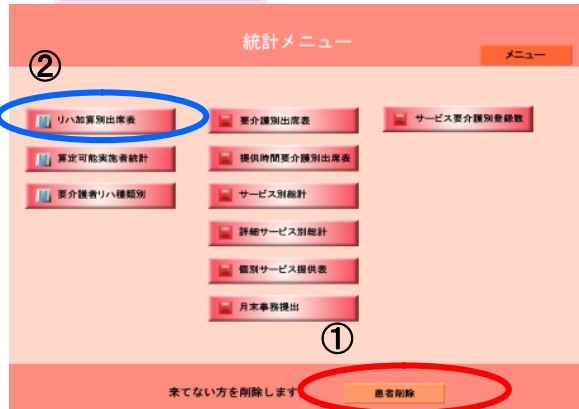 統計メニュー
メニュー
②
リハ加算別出席表
要介護別出席表
サービス要介護別登録数
算定可能実施者統計
提供時間要介護別出席表
要介護者リハ種類別
サービス別総計
詳細サービス別総計
個別サービス提供表
月末事務提出
①
来てない方を削除します
患者削除